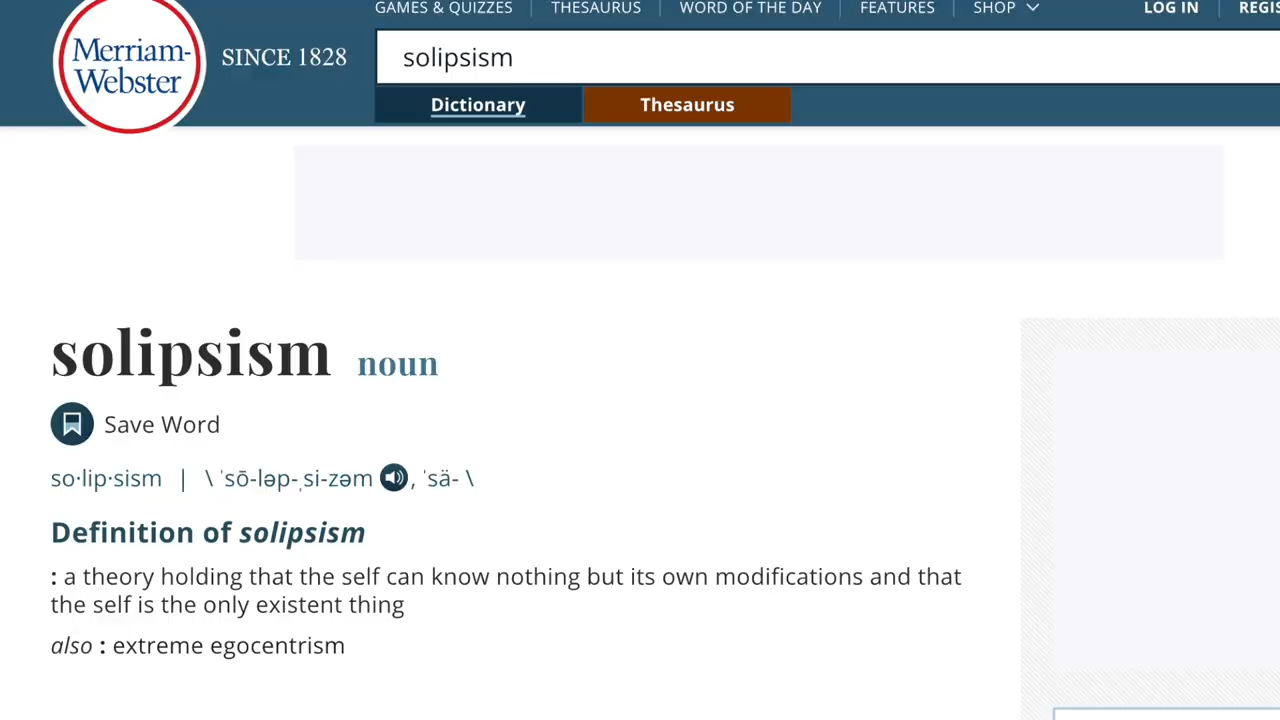 GAMES & QUIZZES THESAURUS WORD OF THE DAY FEATURES SHOP LOG IN
Merriam-
Webster
SINCE 1828
solipsism
Dictionary Thesaurus
solipsism noun
Save Word
so·lip·sism | \ ˈsō-ləp-ˌsi-zəm , ˈsä- \
Definition of solipsism
: a theory holding that the self can know nothing but its own modifications and that
the self is the only existent thing
also : extreme egocentrism